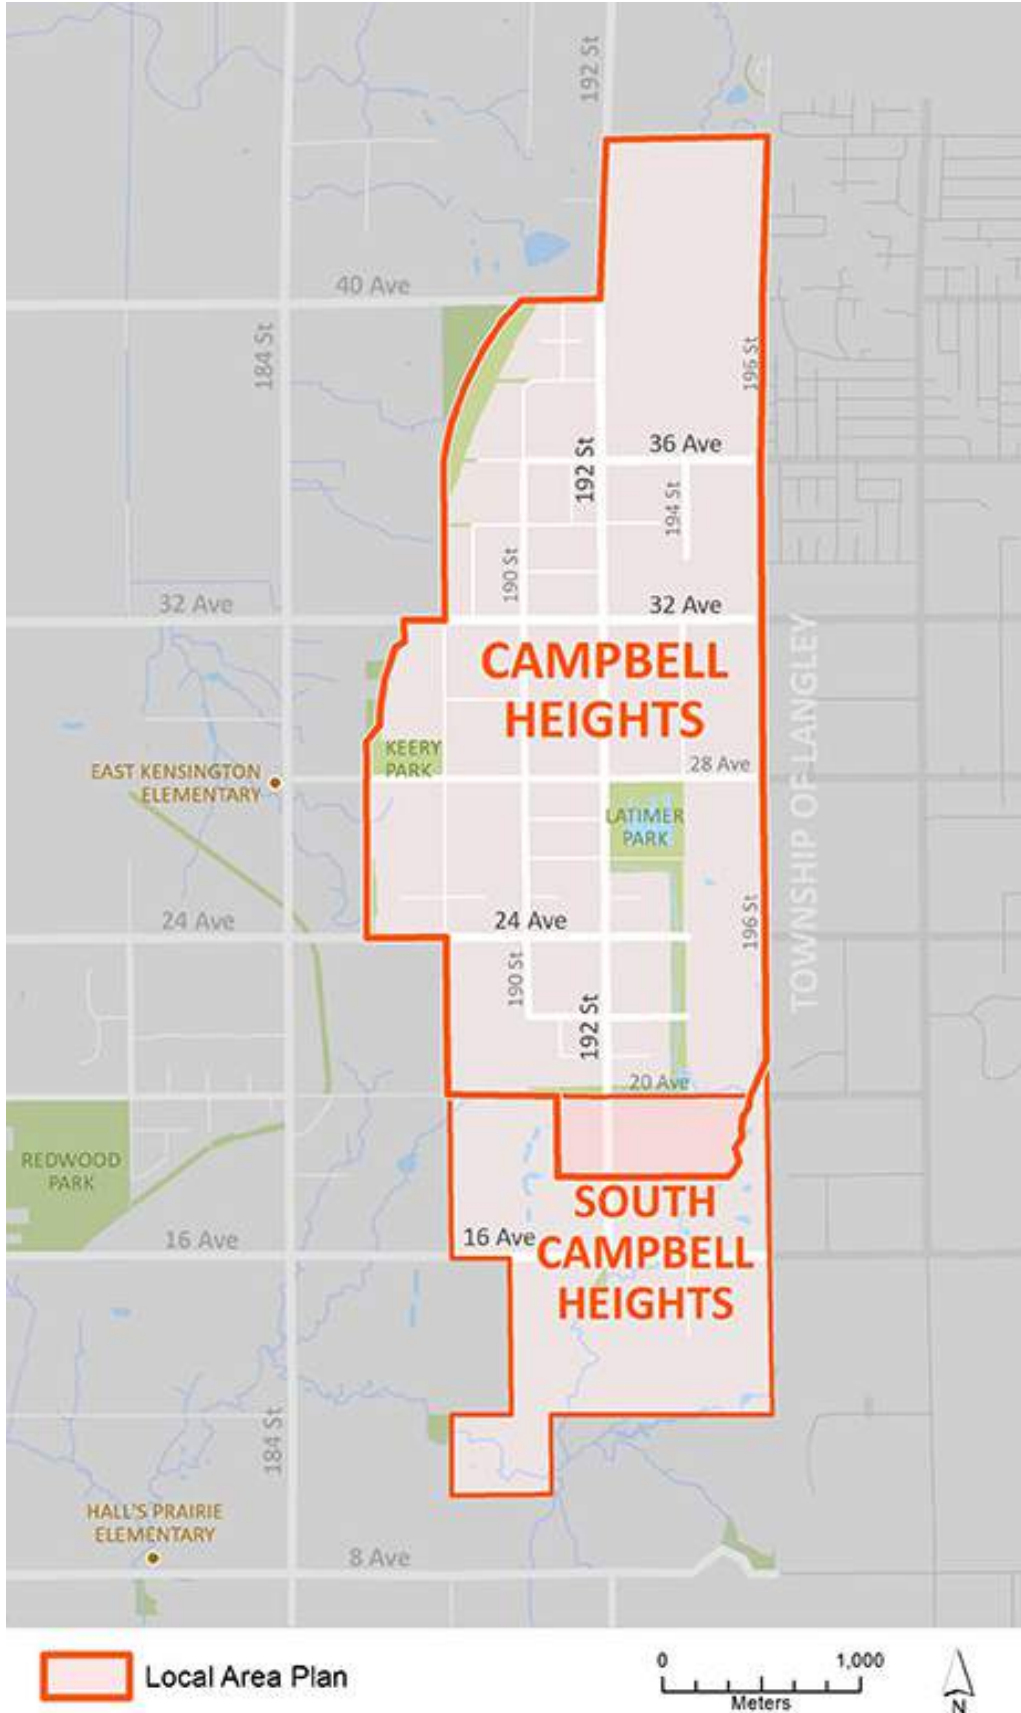 192 St
40 Ave
184 St
196 St
36 Ave
192 St
194 St
190 St
32 Ave
32 Ave
CAMPBELL
HEIGHTS
TOWNSHIP OF LANGLEY
KEERY
PARK
28 Ave
EAST KENSINGTON
ELEMENTARY
LATIMER
PARK
24 Ave
24 Ave
196 St
190 St
192 St
20 Ave
REDWOOD
PARK
SOUTH
CAMPBELL
HEIGHTS
16 Ave
16 Ave
184 St
HALL'S PRAIRIE
ELEMENTARY
8 Ave
Local Area Plan
0 1,000
Meters
N